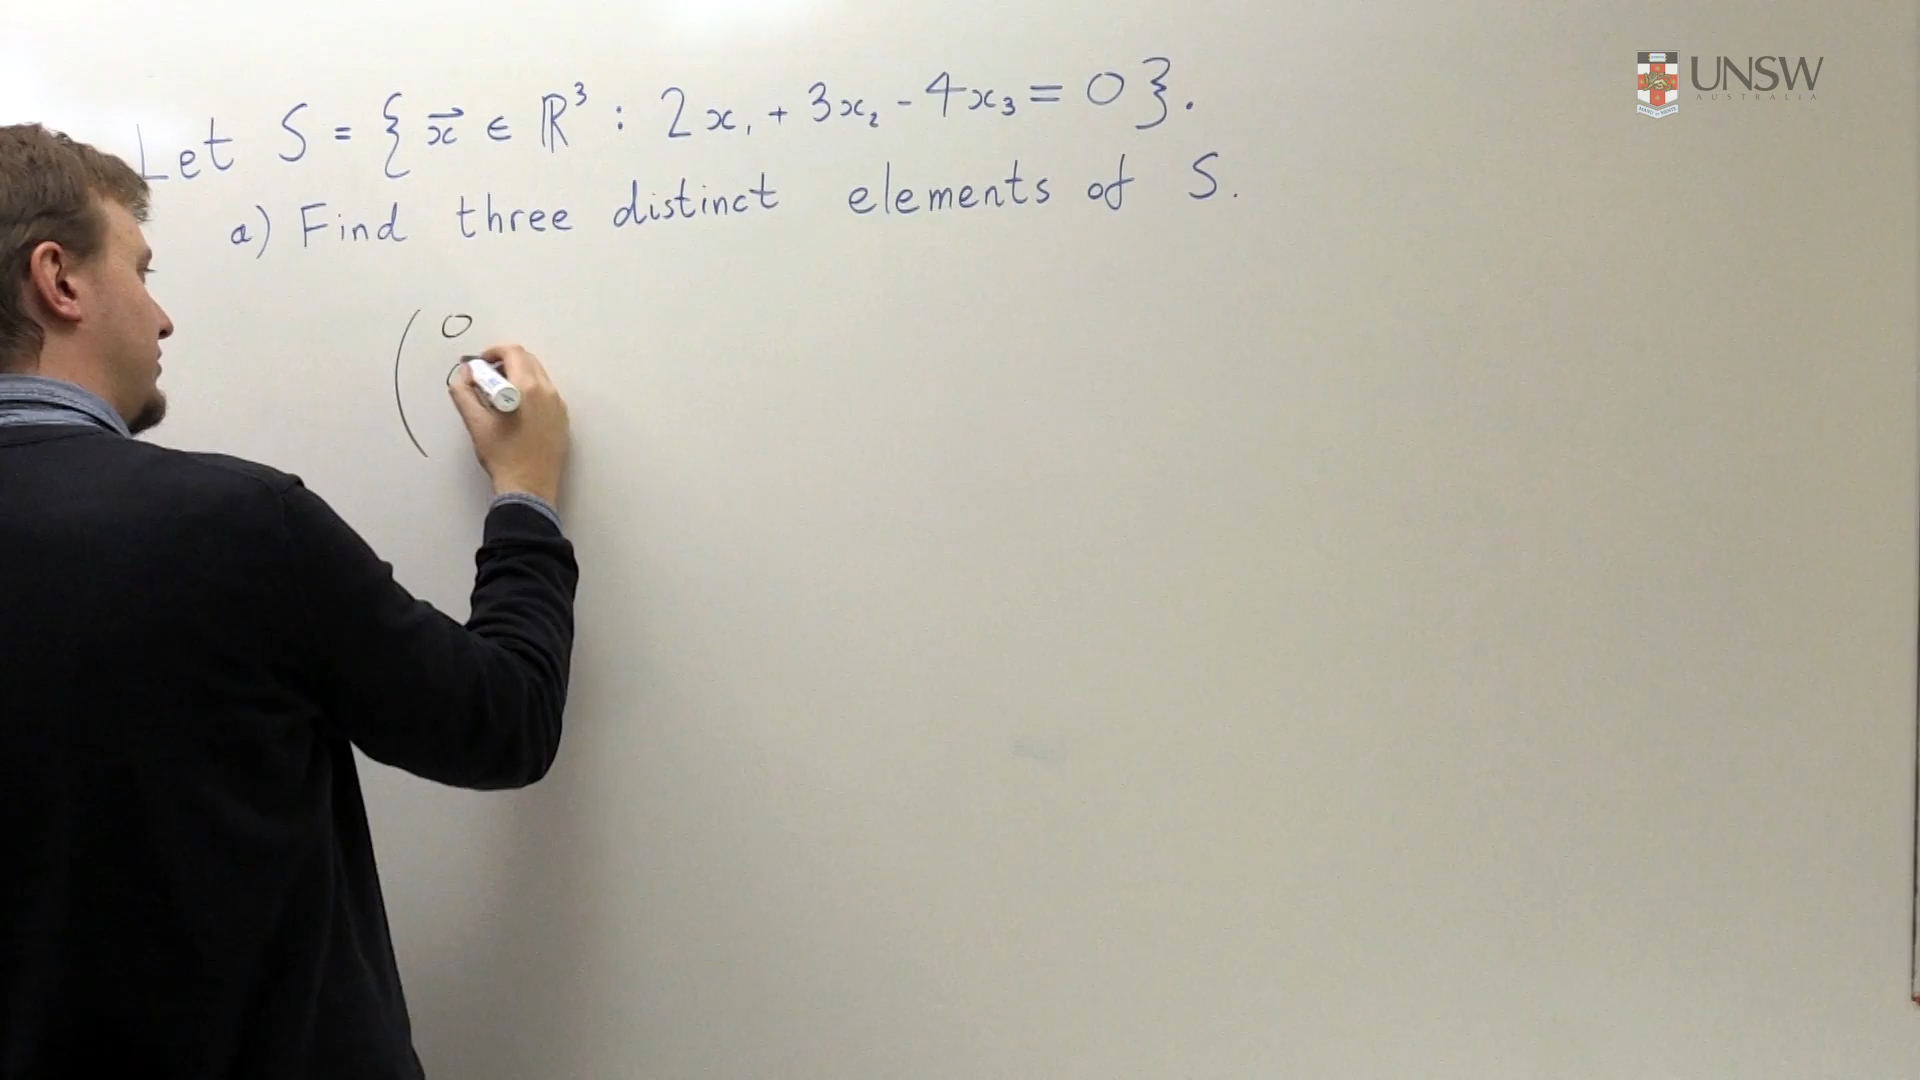 Let S = { x⃗ ∈ ℝ³ : 2x₁ + 3x₂ - 4x₃ = 0 }.
a) Find three distinct elements of S.
( 0
UNSW
AUSTRALIA